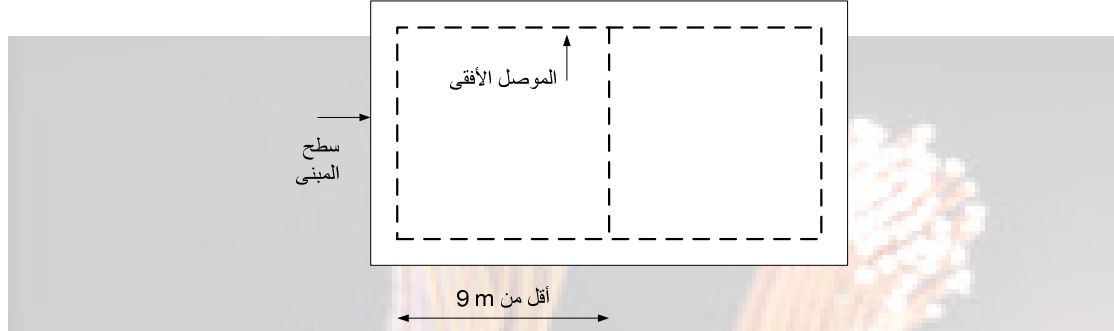 الموصل الأفقى
سطح
المبنى
أقل من 9 m